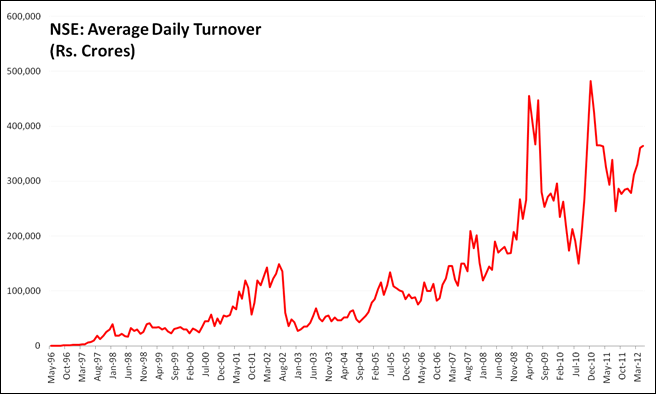 NSE: Average Daily Turnover
(Rs. Crores)
600,000
500,000
400,000
300,000
200,000
100,000
0
May-96
Oct-96
Mar-97
Aug-97
Jan-98
Jun-98
Nov-98
Apr-99
Sep-99
Feb-00
Jul-00
Dec-00
May-01
Oct-01
Mar-02
Aug-02
Jan-03
Jun-03
Nov-03
Apr-04
Sep-04
Feb-05
Jul-05
Dec-05
May-06
Oct-06
Mar-07
Aug-07
Jan-08
Jun-08
Nov-08
Apr-09
Sep-09
Feb-10
Jul-10
Dec-10
May-11
Oct-11
Mar-12